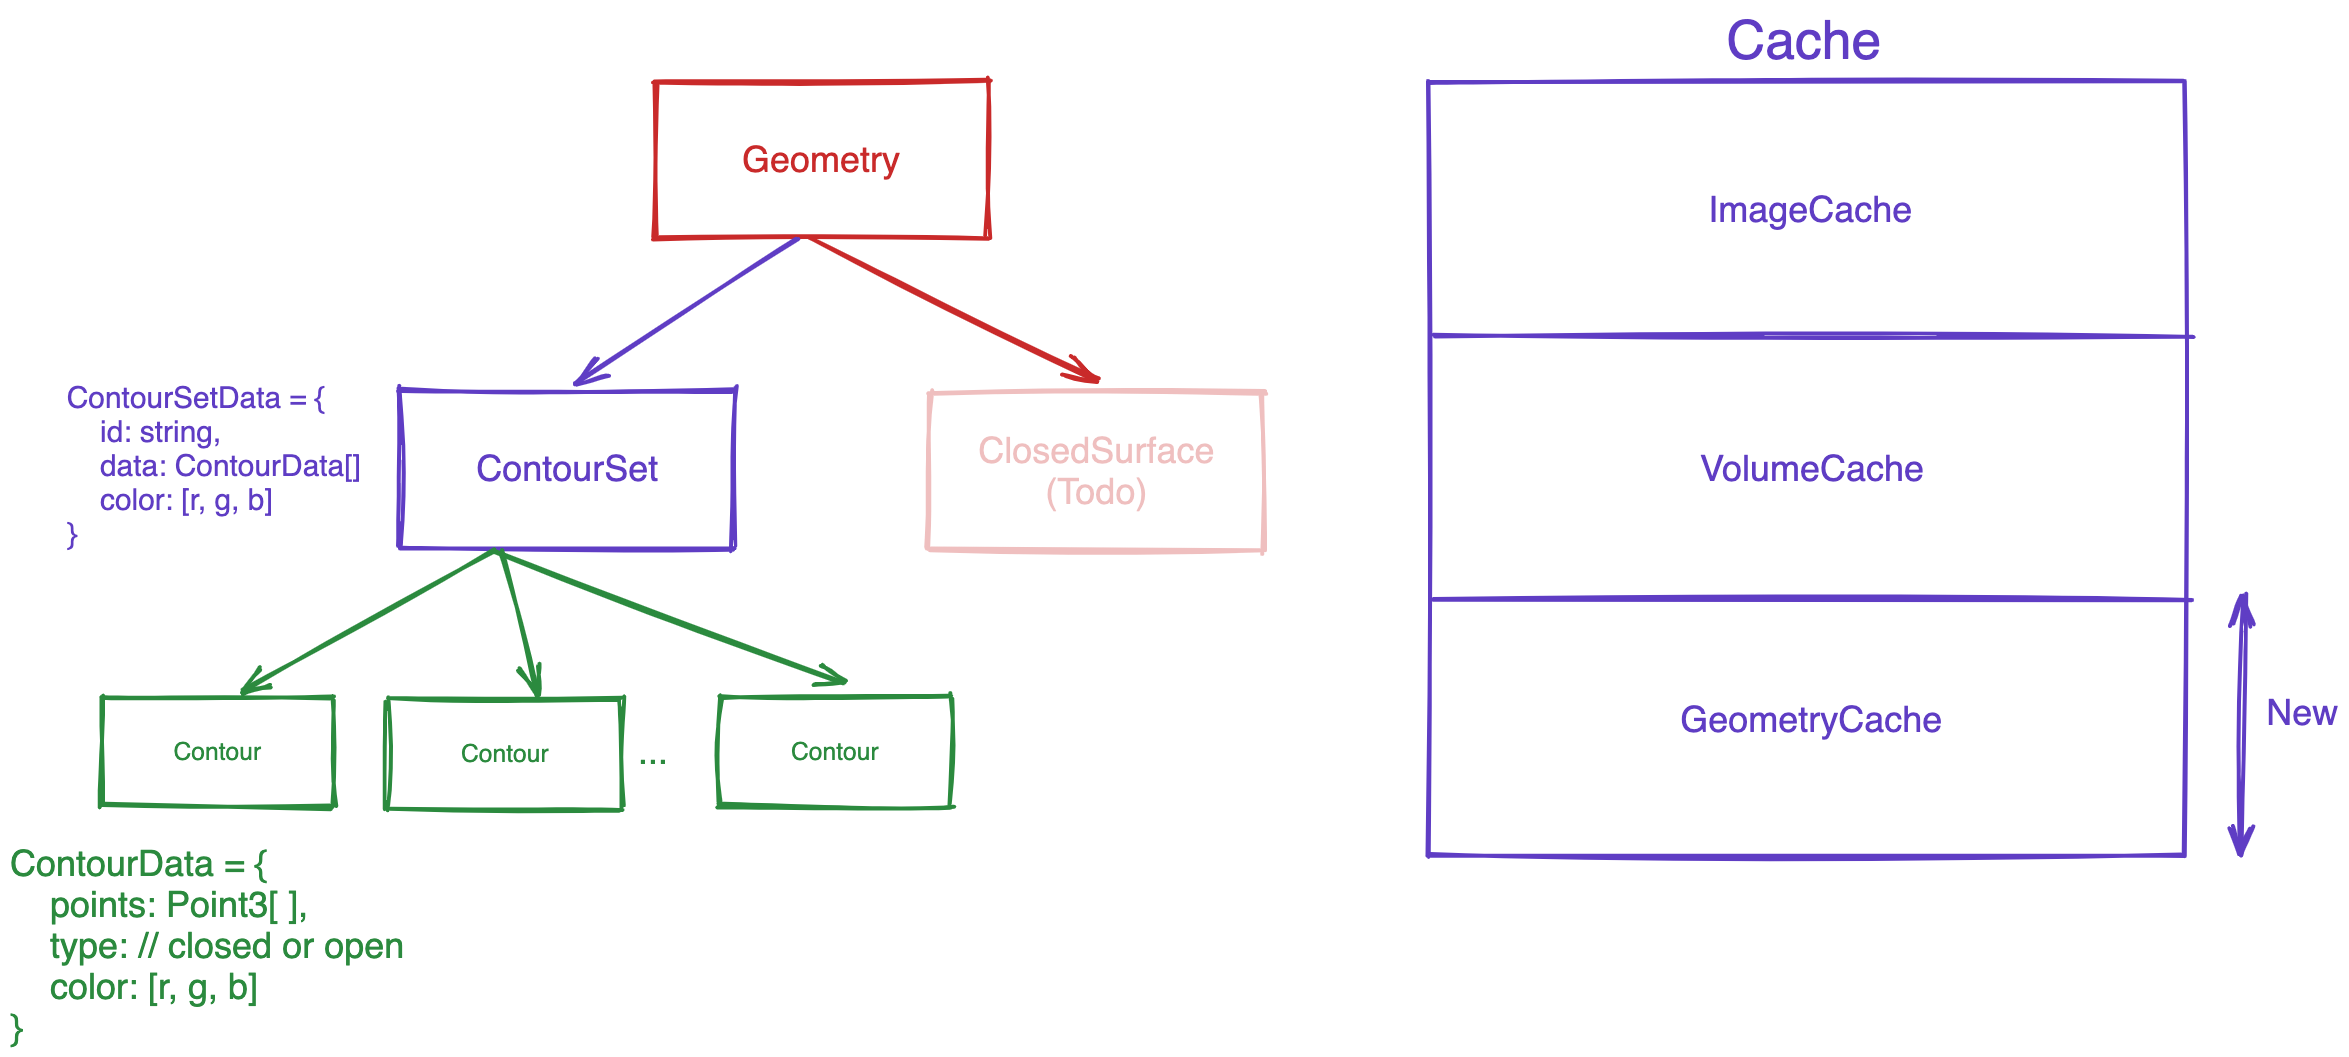 Cache
Geometry
ImageCache
ContourSetData = {
id: string,
data: ContourData[]
color: [r, g, b]
}
ContourSet
ClosedSurface
(Todo)
VolumeCache
Contour
Contour
...
Contour
GeometryCache
New
ContourData = {
points: Point3[ ],
type: // closed or open
color: [r, g, b]
}